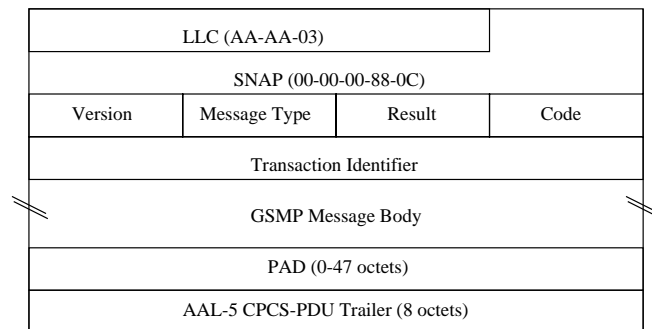 LLC (AA-AA-03)
SNAP (00-00-00-88-0C)
Version Message Type Result Code
Transaction Identifier
GSMP Message Body
PAD (0-47 octets)
AAL-5 CPCS-PDU Trailer (8 octets)